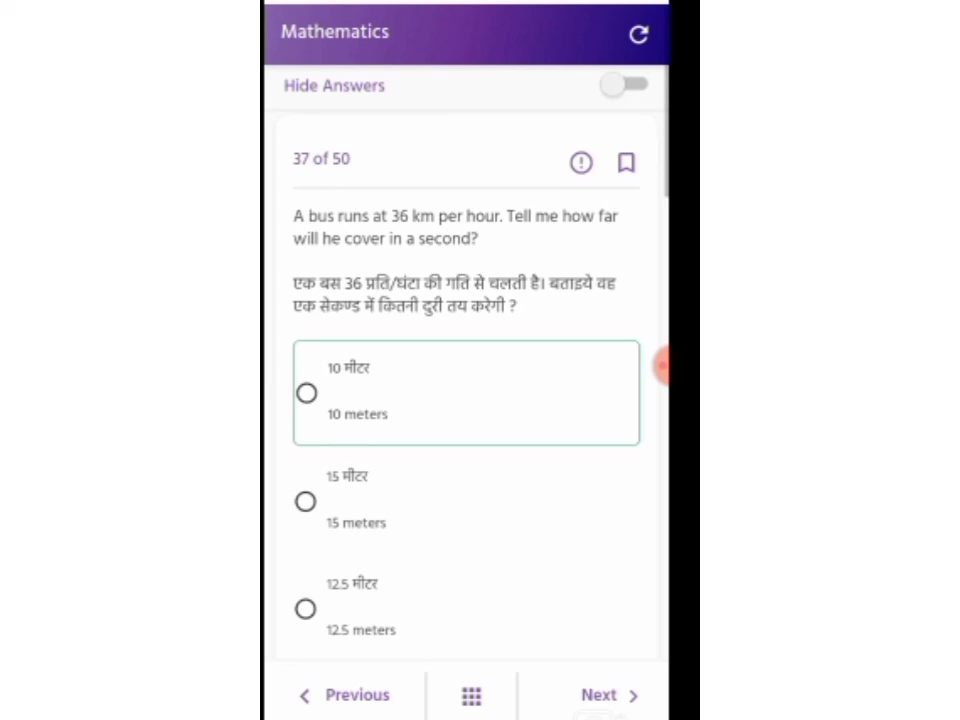 Mathematics
Hide Answers
37 of 50
A bus runs at 36 km per hour. Tell me how far
will he cover in a second?
एक बस 36 प्रति/घंटा की गति से चलती है। बताइये वह
एक सेकण्ड में कितनी दुरी तय करेगी ?
10 मीटर
10 meters
15 मीटर
15 meters
12.5 मीटर
12.5 meters
Previous
Next